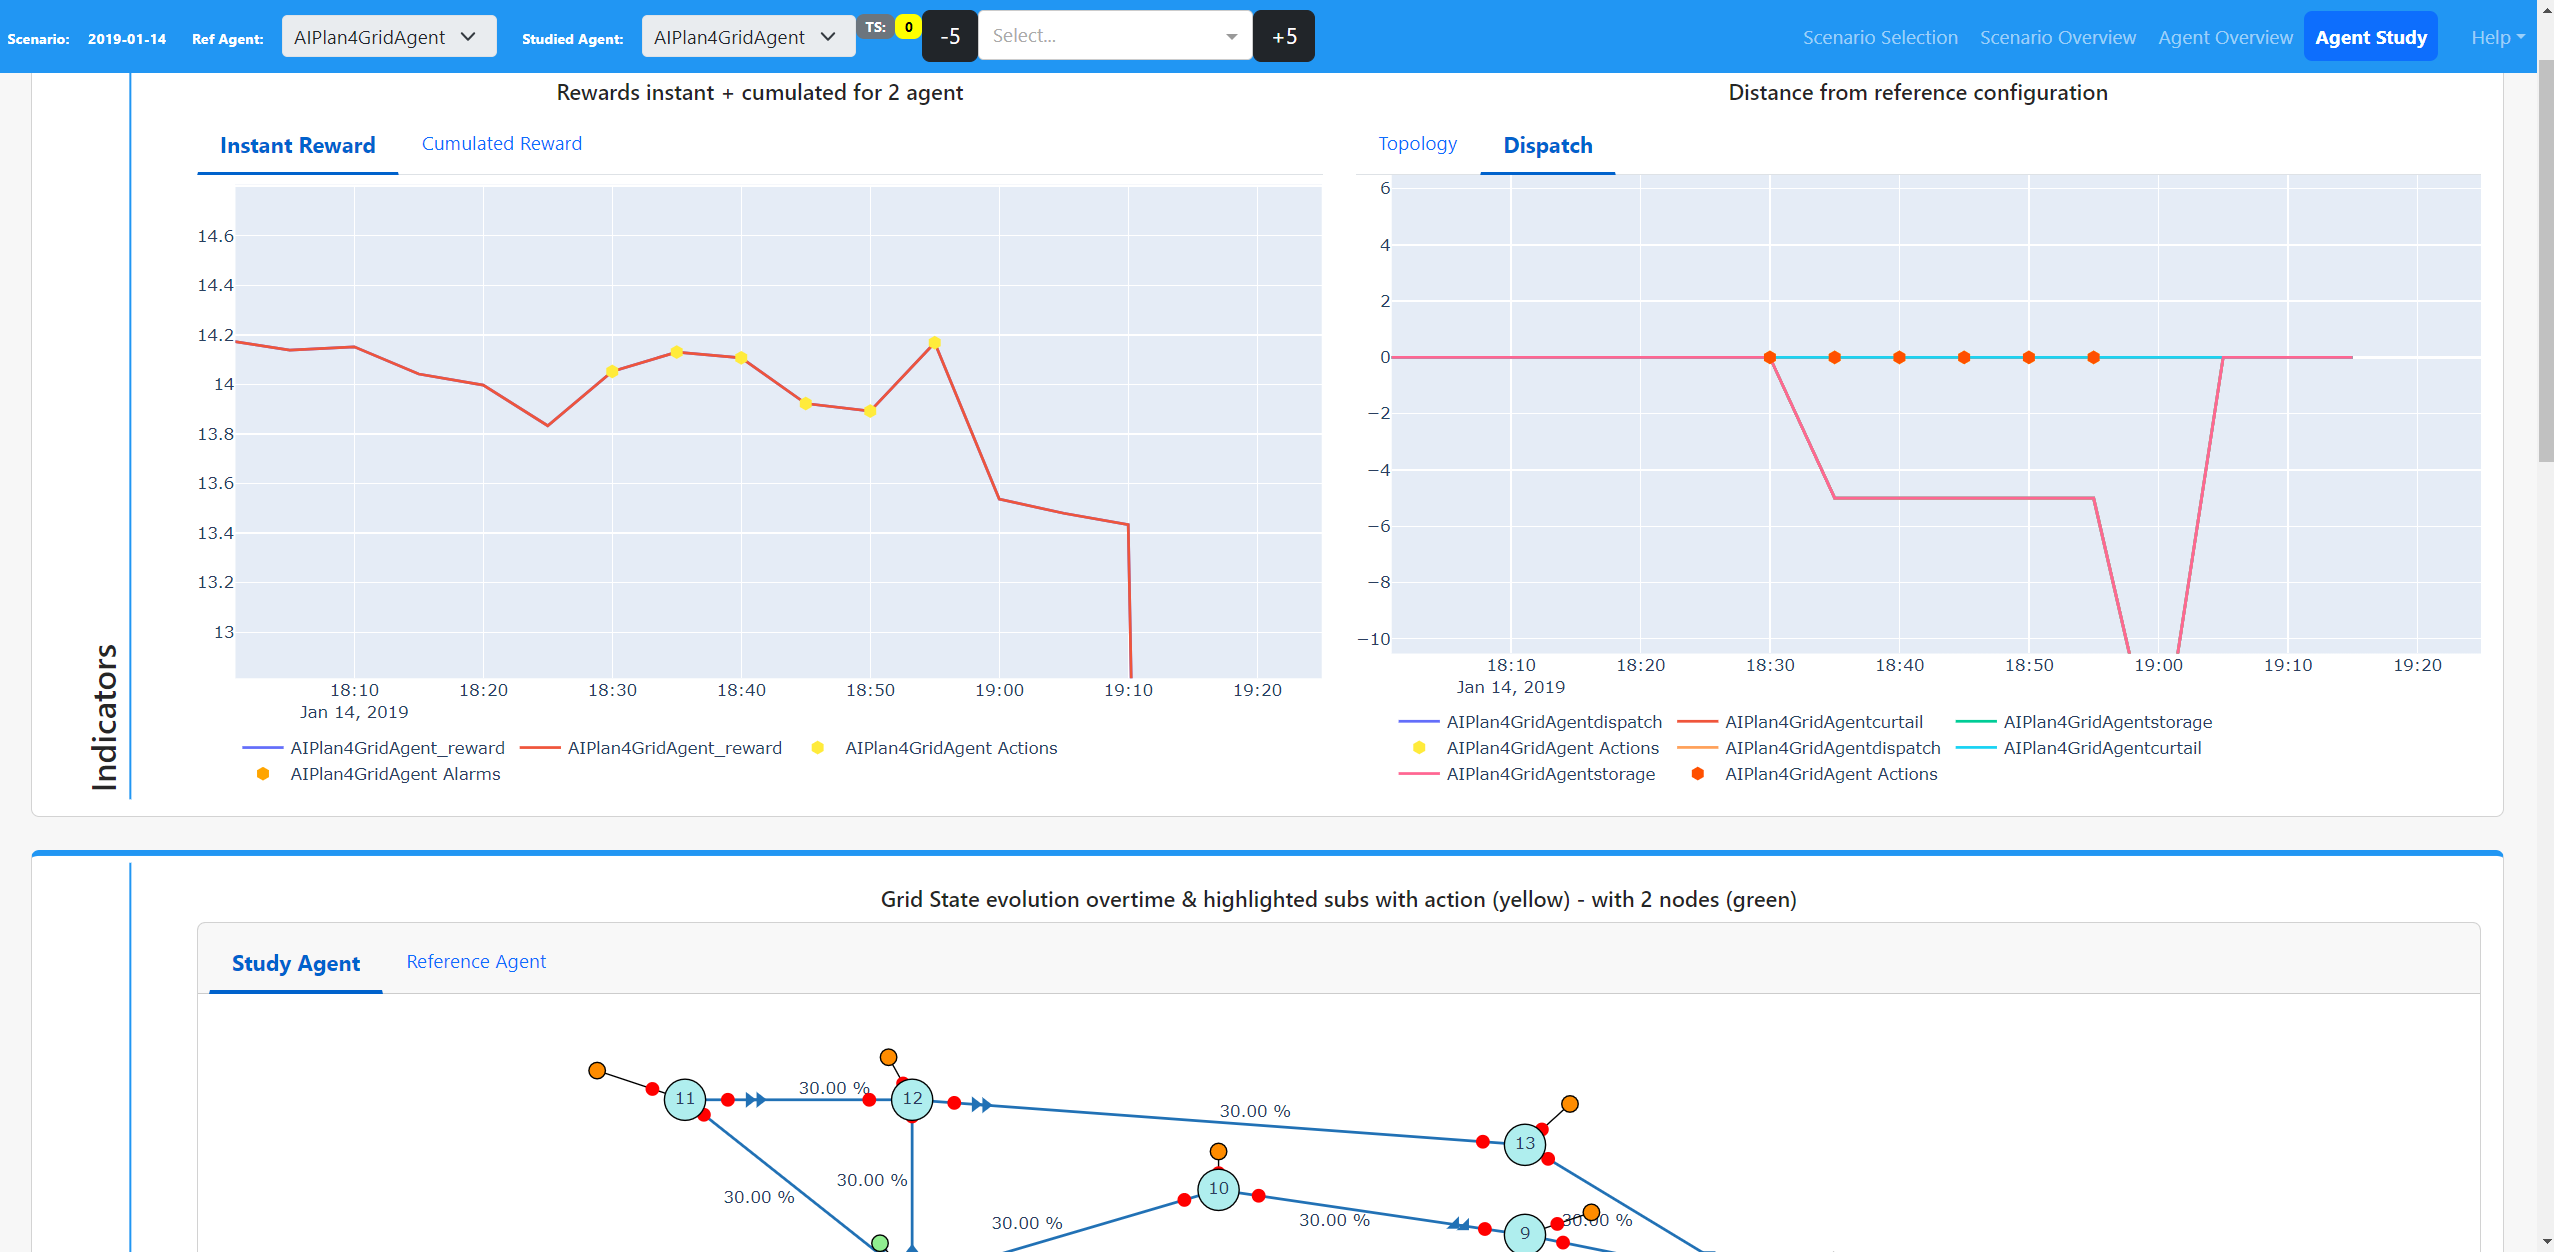 Scenario: 2019-01-14 Ref Agent: AIPlan4GridAgent Studied Agent: AIPlan4GridAgent TS: 0 -5 Select... +5 Scenario Selection Scenario Overview Agent Overview Agent Study Help
Indicators
Rewards instant + cumulated for 2 agent
Instant Reward Cumulated Reward
14.6
14.4
14.2
14
13.8
13.6
13.4
13.2
13
18:10 18:20 18:30 18:40 18:50 19:00 19:10 19:20
Jan 14, 2019
AIPlan4GridAgent_reward AIPlan4GridAgent_reward AIPlan4GridAgent Actions
AIPlan4GridAgent Alarms
Distance from reference configuration
Topology Dispatch
6
4
2
0
−2
−4
−6
−8
−10
18:10 18:20 18:30 18:40 18:50 19:00 19:10 19:20
Jan 14, 2019
AIPlan4GridAgentdispatch AIPlan4GridAgentcurtail AIPlan4GridAgentstorage
AIPlan4GridAgent Actions AIPlan4GridAgentdispatch AIPlan4GridAgentcurtail
AIPlan4GridAgentstorage AIPlan4GridAgent Actions
Grid State evolution overtime & highlighted subs with action (yellow) - with 2 nodes (green)
Study Agent Reference Agent
30.00 %
11
12
30.00 %
13
30.00 %
30.00 %
10
30.00 %
30.00 %
9
30.00 %